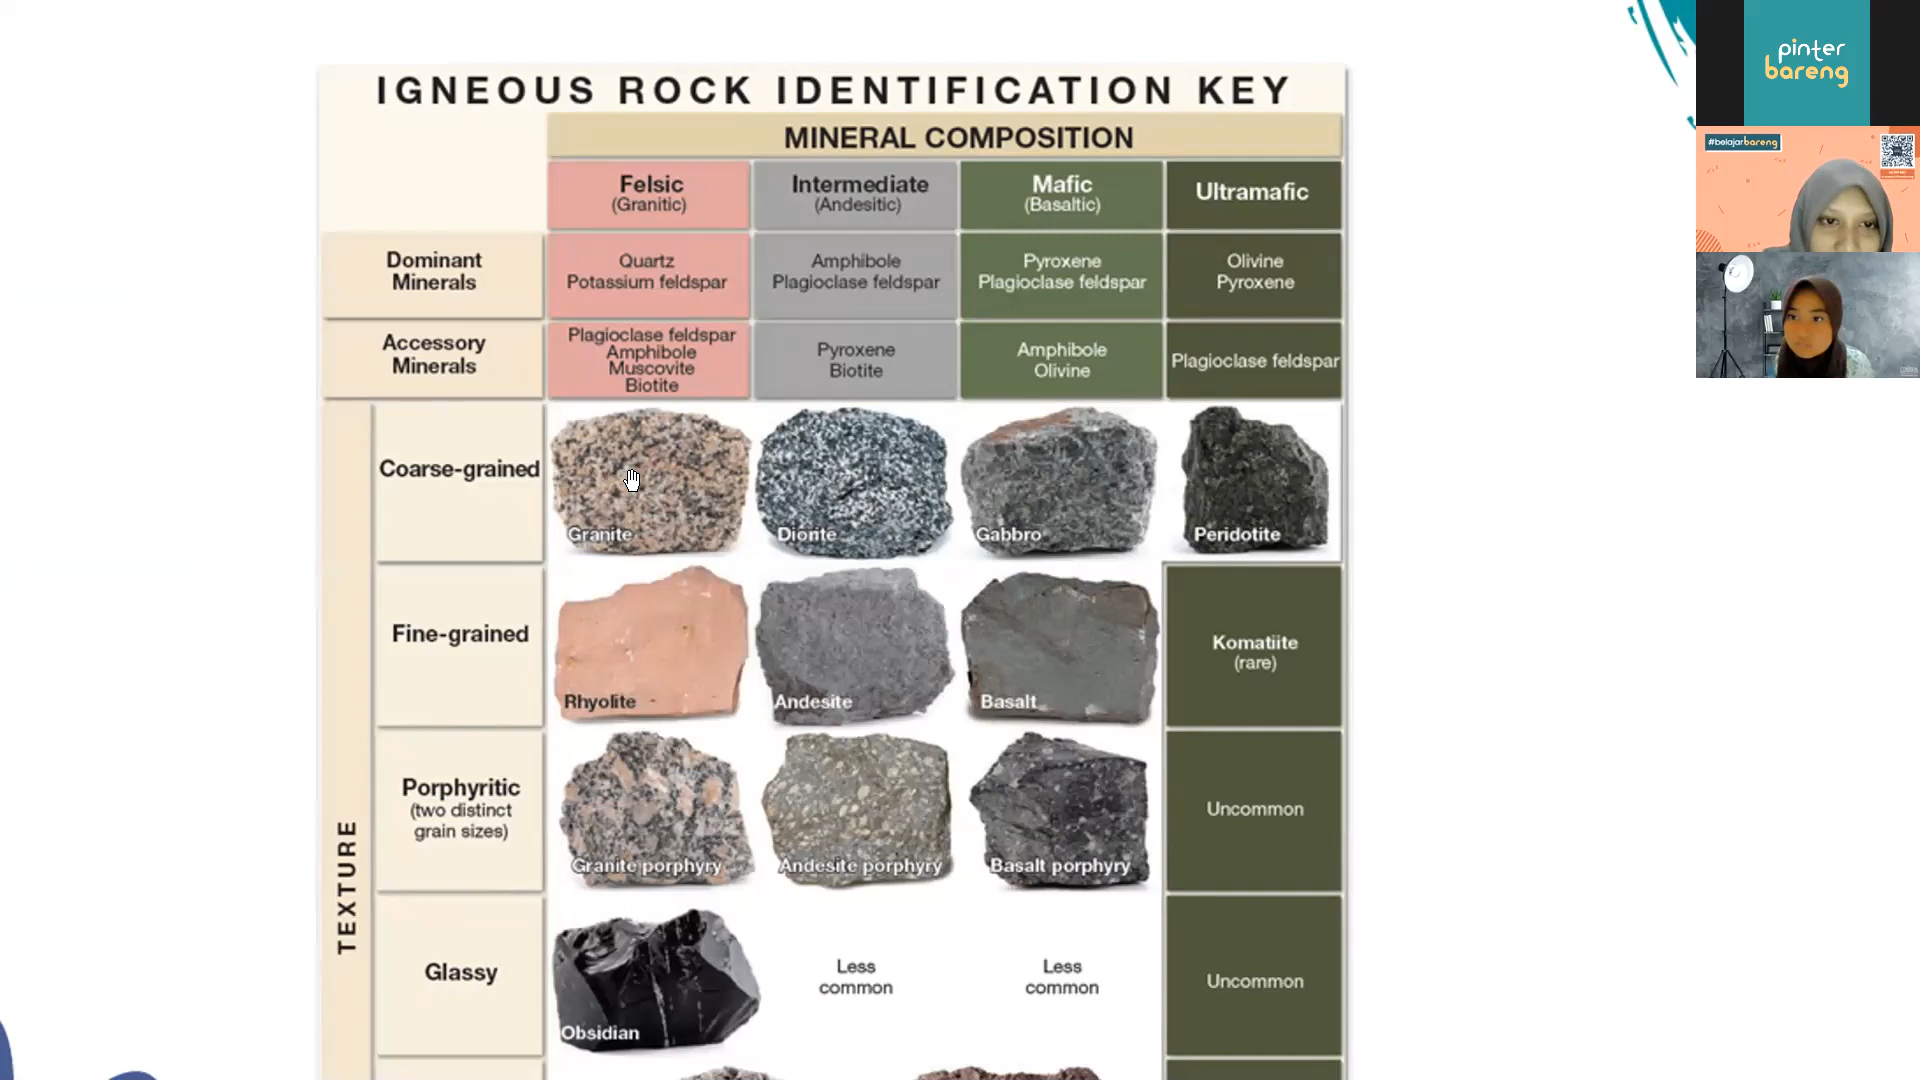 IGNEOUS ROCK IDENTIFICATION KEY
MINERAL COMPOSITION
Felsic
(Granitic)
Intermediate
(Andesitic)
Mafic
(Basaltic)
Ultramafic
Dominant
Minerals
Quartz
Potassium feldspar
Amphibole
Plagioclase feldspar
Pyroxene
Plagioclase feldspar
Olivine
Pyroxene
Accessory
Minerals
Plagioclase feldspar
Amphibole
Muscovite
Biotite
Pyroxene
Biotite
Amphibole
Olivine
Plagioclase feldspar
TEXTURE
Coarse-grained
Granite
Diorite
Gabbro
Peridotite
Fine-grained
Rhyolite
Andesite
Basalt
Komatiite
(rare)
Porphyritic
(two distinct
grain sizes)
Granite porphyry
Andesite porphyry
Basalt porphyry
Uncommon
Glassy
Obsidian
Less
common
Less
common
Uncommon
pinter
bareng
#belajarbareng